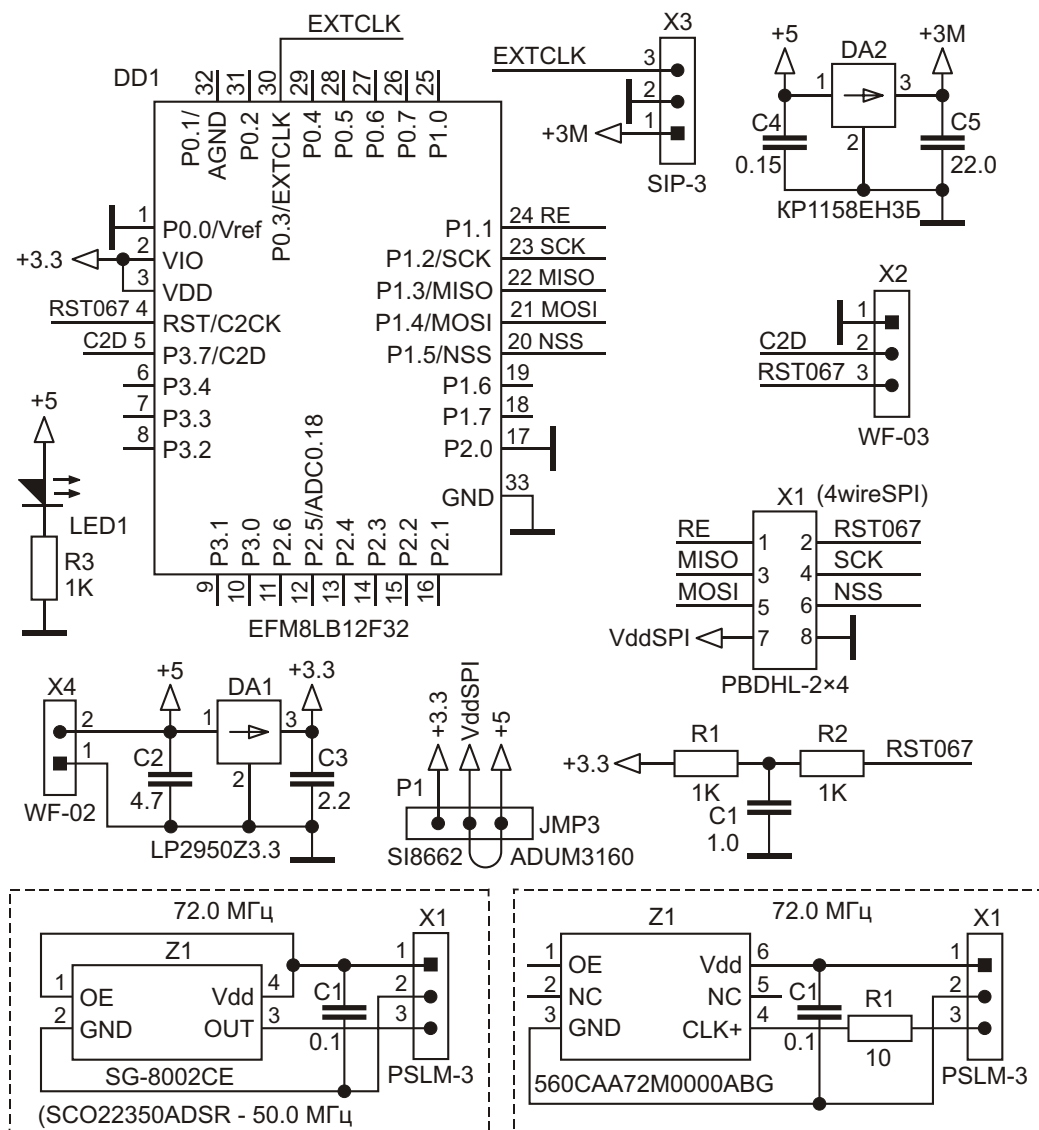 EXTCLK
DD1
32
31
30
29
28
27
26
25
P0.1/
AGND
P0.2
P0.3/EXTCLK
P0.4
P0.5
P0.6
P0.7
P1.0
1
P0.0/Vref
+3.3
2
VIO
3
VDD
RST067 4
RST/C2CK
C2D 5
P3.7/C2D
6
P3.4
7
P3.3
8
P3.2
P1.1
24 RE
P1.2/SCK
23 SCK
P1.3/MISO
22 MISO
P1.4/MOSI
21 MOSI
P1.5/NSS
20 NSS
P1.6
19
P1.7
18
P2.0
17
GND
33
P3.1
P3.0
P2.6
P2.5/ADC0.18
P2.4
P2.3
P2.2
P2.1
9
10
11
12
13
14
15
16
EFM8LB12F32
X3
EXTCLK
3
2
+3M
1
SIP-3
+5
DA2
+3M
1
3
C4
0.15
2
C5
22.0
КР1158ЕН3Б
X2
1
C2D
2
RST067
3
WF-03
+5
LED1
R3
1K
X1 (4wireSPI)
RE
1
2
RST067
MISO
3
4
SCK
MOSI
5
6
NSS
VddSPI
7
8
PBDHL-2×4
X4
+5
DA1
+3.3
2
1
3
1
C2
4.7
2
C3
2.2
WF-02
LP2950Z3.3
+3.3
VddSPI
+5
P1
JMP3
SI8662
ADUM3160
+3.3
R1
1K
R2
1K
RST067
C1
1.0
72.0 МГц
X1
Z1
1
OE
Vdd
4
2
GND
OUT
3
C1
0.1
1
2
3
SG-8002CE
PSLM-3
(SCO22350ADSR - 50.0 МГц
Z1
72.0 МГц
X1
1
OE
Vdd
6
2
NC
NC
5
3
GND
CLK+
4
C1
0.1
R1
10
1
2
3
560CAA72M0000ABG
PSLM-3